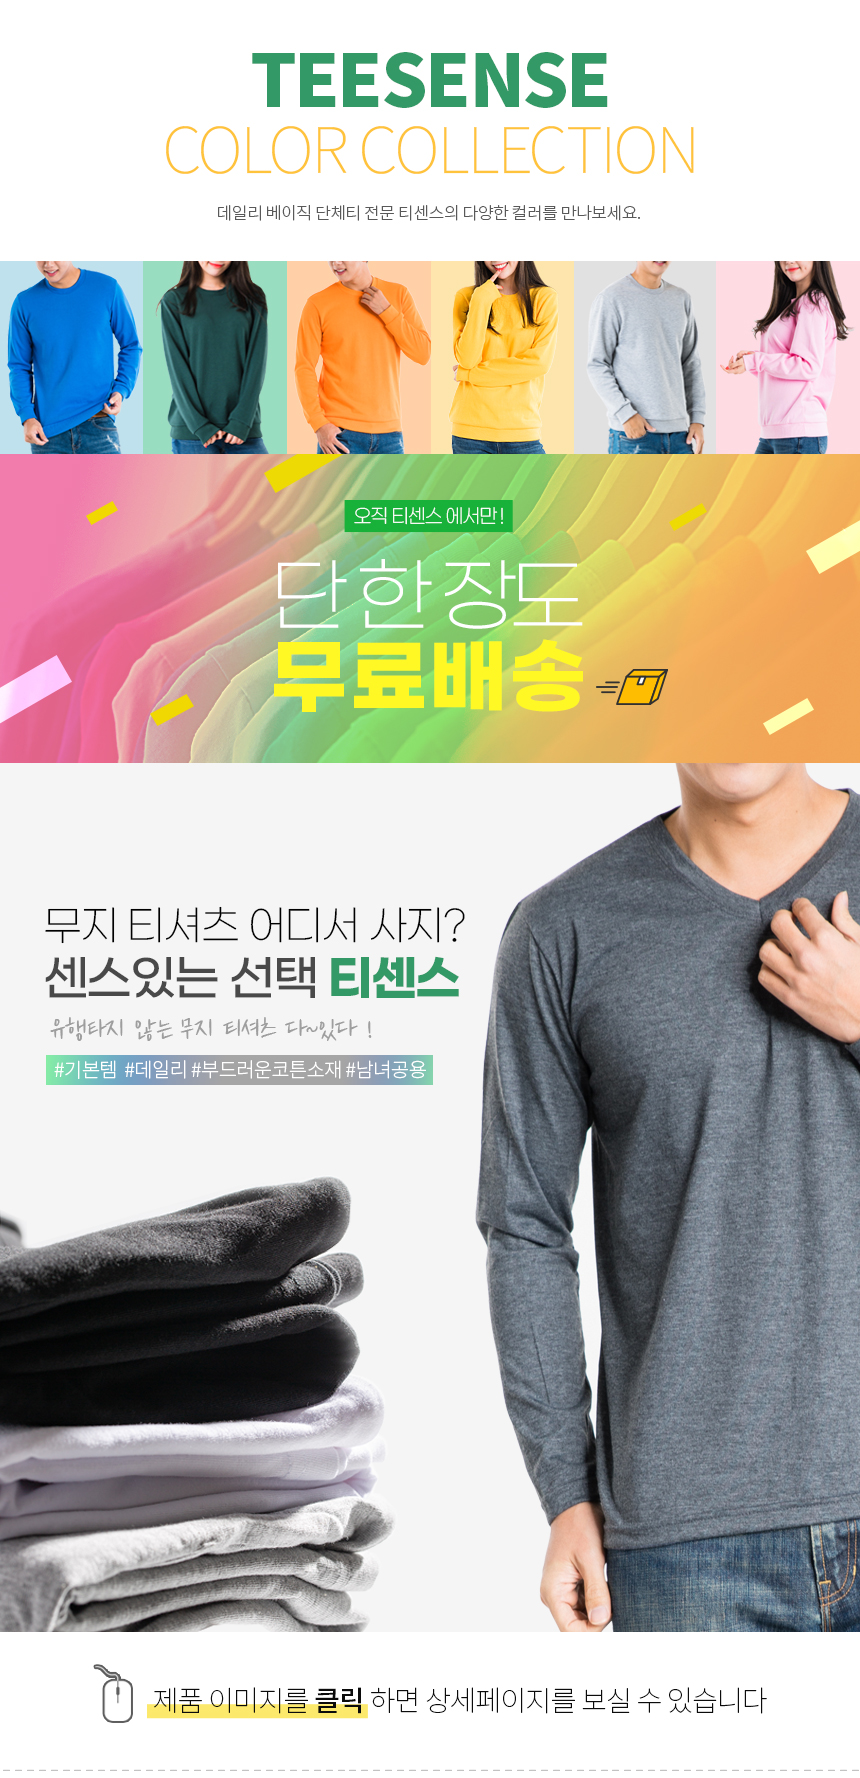 TEESENSE
COLOR COLLECTION
데일리 베이직 단체티 전문 티센스의 다양한 컬러를 만나보세요.
오직 티센스 에서만!
단 한 장도
무료배송
무지 티셔츠 어디서 사지?
센스있는 선택 티센스
유행타지 않는 무지 티셔츠 다~있다 !
#기본템 #데일리 #부드러운코튼소재 #남녀공용
제품 이미지를 클릭 하면 상세페이지를 보실 수 있습니다